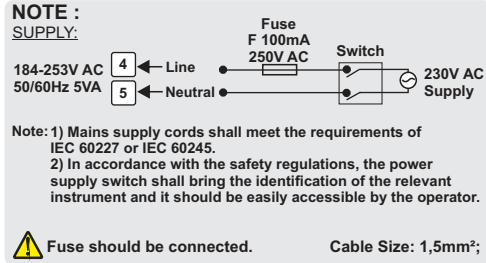 NOTE :
SUPPLY:
Fuse
F 100mA
250V AC
Switch
184-253V AC
50/60Hz 5VA
4
Line
5
Neutral
230V AC
Supply
Note: 1) Mains supply cords shall meet the requirements of
IEC 60227 or IEC 60245.
2) In accordance with the safety regulations, the power
supply switch shall bring the identification of the relevant
instrument and it should be easily accessible by the operator.
Fuse should be connected.
Cable Size: 1,5mm²;